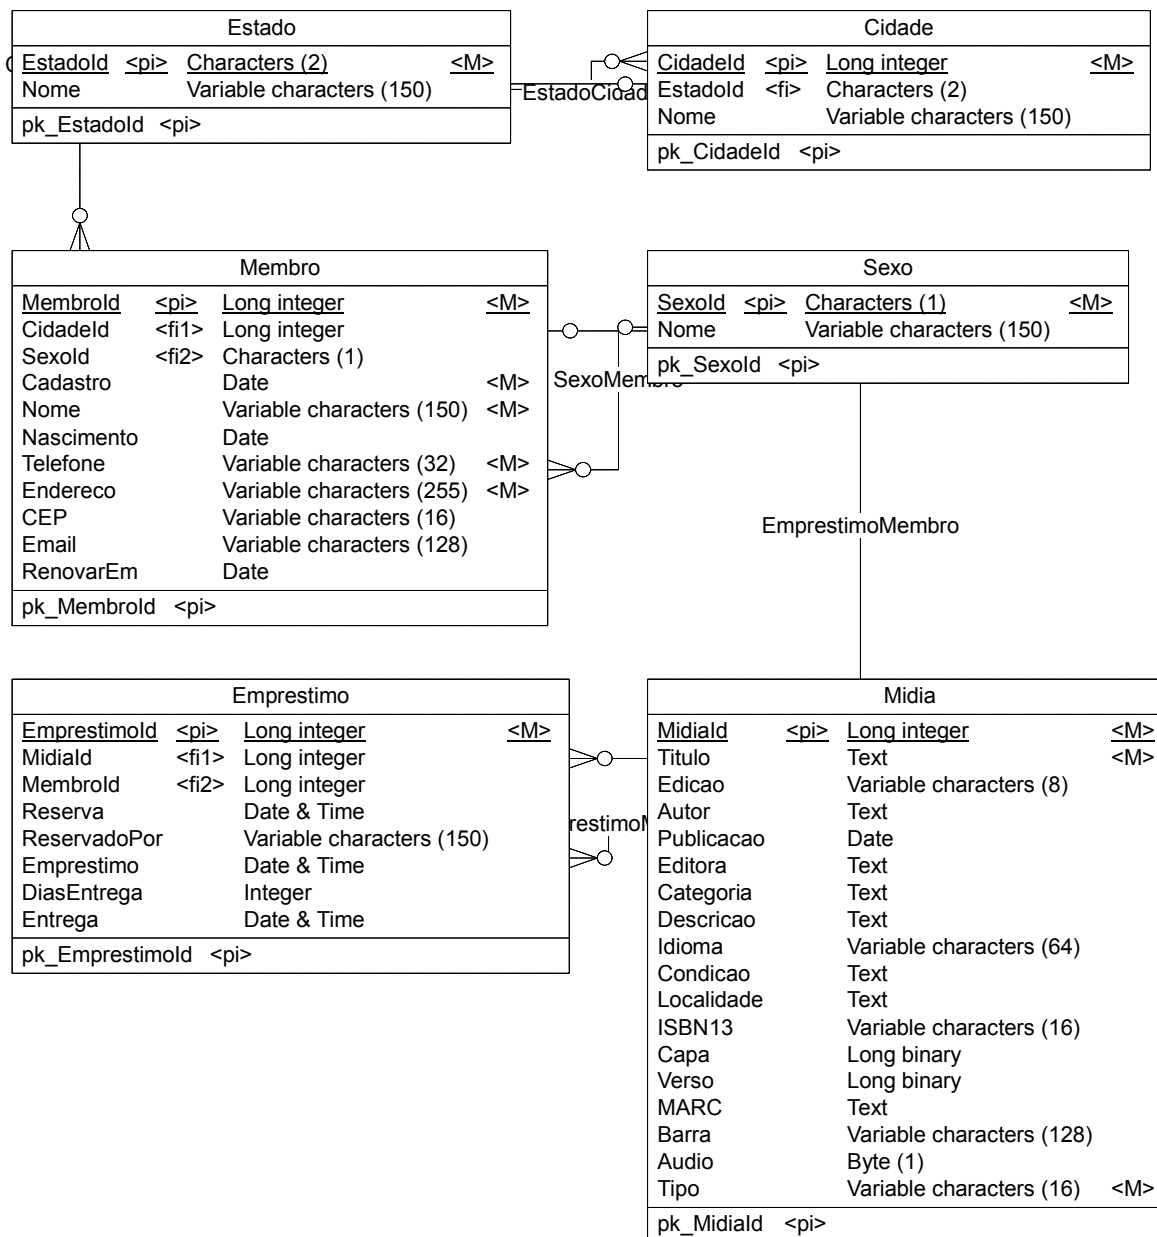 Estado
EstadoId <pi> Characters (2) <M>
Nome Variable characters (150)
pk_EstadoId <pi>
EstadoCidad
Cidade
CidadeId <pi> Long integer <M>
EstadoId <fi> Characters (2)
Nome Variable characters (150)
pk_CidadeId <pi>
Membro
MembroId <pi> Long integer <M>
CidadeId <fi1> Long integer
SexoId <fi2> Characters (1)
Cadastro Date <M>
Nome Variable characters (150) <M>
Nascimento Date
Telefone Variable characters (32) <M>
Endereco Variable characters (255) <M>
CEP Variable characters (16)
Email Variable characters (128)
RenovarEm Date
pk_MembroId <pi>
SexoMembro
Sexo
SexoId <pi> Characters (1) <M>
Nome Variable characters (150)
pk_SexoId <pi>
EmprestimoMembro
Emprestimo
EmprestimoId <pi> Long integer <M>
MidiaId <fi1> Long integer
MembroId <fi2> Long integer
Reserva Date & Time
ReservadoPor Variable characters (150)
Emprestimo Date & Time
DiasEntrega Integer
Entrega Date & Time
pk_EmprestimoId <pi>
restimoM
Midia
MidiaId <pi> Long integer <M>
Titulo Text <M>
Edicao Variable characters (8)
Autor Text
Publicacao Date
Editora Text
Categoria Text
Descricao Text
Idioma Variable characters (64)
Condicao Text
Localidade Text
ISBN13 Variable characters (16)
Capa Long binary
Verso Long binary
MARC Text
Barra Variable characters (128)
Audio Byte (1)
Tipo Variable characters (16) <M>
pk_MidiaId <pi>